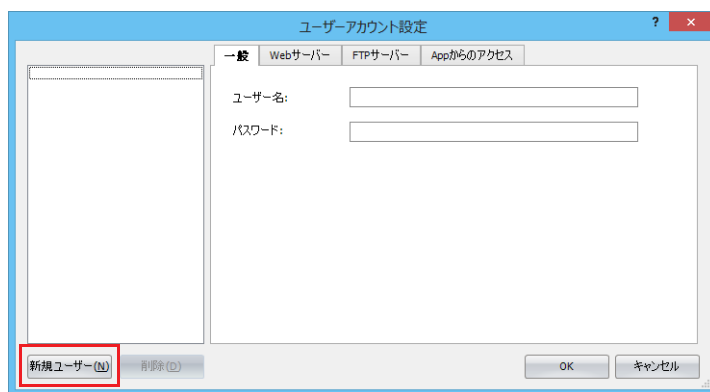 ユーザーアカウント設定
? ×
一般 Webサーバー FTPサーバー Appからのアクセス
ユーザー名:
パスワード:
新規ユーザー(N) 削除(D) OK キャンセル